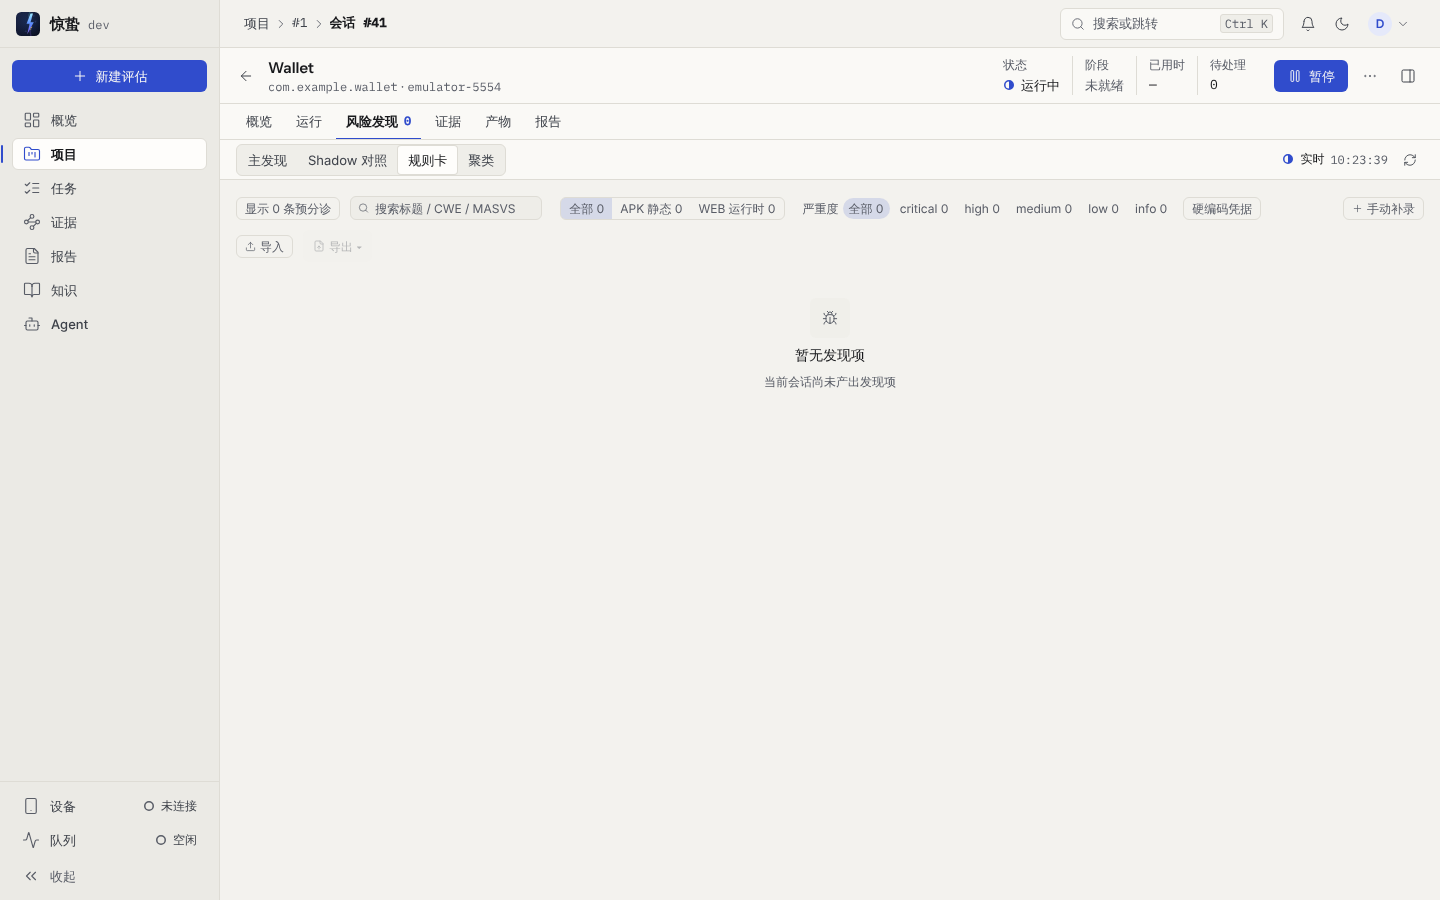 惊蛰 dev
项目 > #1 > 会话 #41
搜索或跳转 Ctrl K
D
新建评估
概览
项目
任务
证据
报告
知识
Agent
Wallet
com.example.wallet · emulator-5554
状态 阶段 已用时 待处理
运行中 未就绪 — 0
暂停
概览 运行 风险发现 0 证据 产物 报告
主发现 Shadow 对照 规则卡 聚类
实时 10:23:39
显示 0 条预分诊 搜索标题 / CWE / MASVS 全部 0 APK 静态 0 WEB 运行时 0 严重度 全部 0 critical 0 high 0 medium 0 low 0 info 0 硬编码凭据 手动补录
导入 导出
暂无发现项
当前会话尚未产出发现项
设备 未连接
队列 空闲
收起